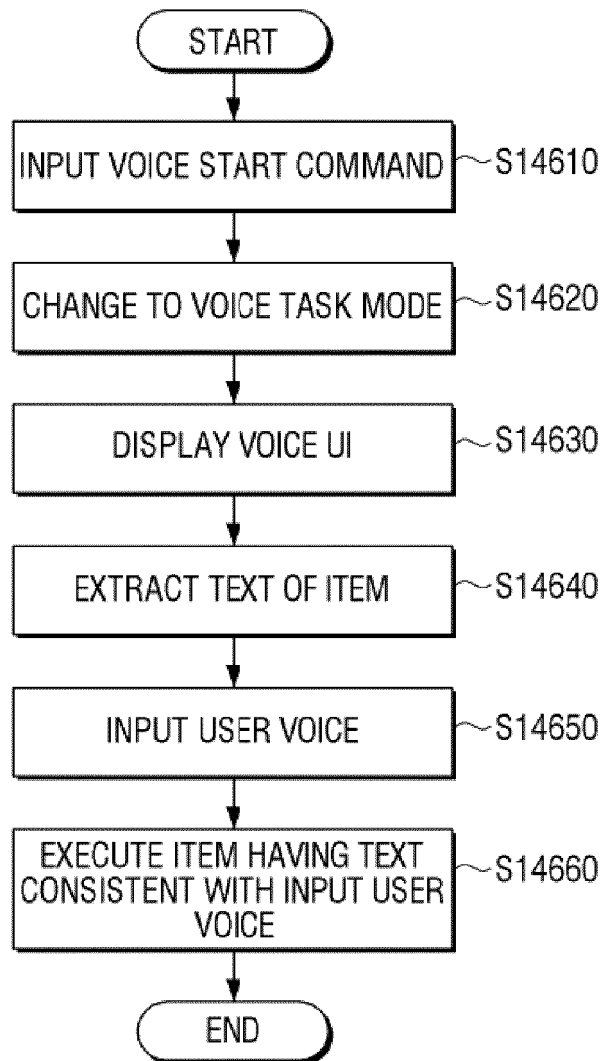 START
INPUT VOICE START COMMAND
S14610
CHANGE TO VOICE TASK MODE
S14620
DISPLAY VOICE UI
S14630
EXTRACT TEXT OF ITEM
S14640
INPUT USER VOICE
S14650
EXECUTE ITEM HAVING TEXT
CONSISTENT WITH INPUT USER
VOICE
S14660
END